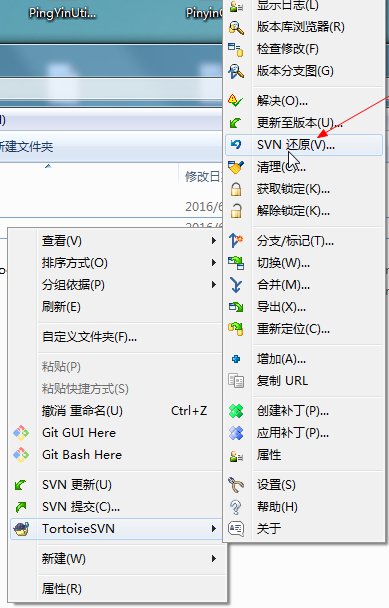 PingYinUti...
Pinyin
新建文件夹
修改日
2016/6
查看(V)
排序方式(O)
分组依据(P)
刷新(E)
自定义文件夹(F)...
粘贴(P)
粘贴快捷方式(S)
撤消 重命名(U) Ctrl+Z
Git GUI Here
Git Bash Here
SVN 更新(U)
SVN 提交(C)...
TortoiseSVN
新建(W)
属性(R)
显示日志(L)
版本库浏览器(R)
检查修改(F)
版本分支图(G)
解决(O)...
更新至版本(U)...
SVN 还原(V)...
清理(C)...
获取锁定(K)...
解除锁定(K)...
分支/标记(T)...
切换(W)...
合并(M)...
导出(X)...
重新定位(C)...
增加(A)...
复制 URL
创建补丁(P)...
应用补丁(P)...
属性
设置(S)
帮助(H)
关于